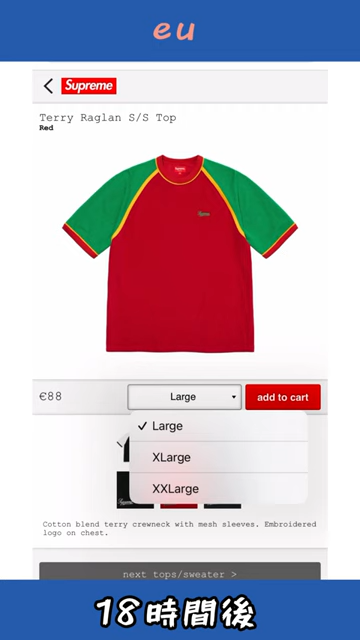 eu
Supreme
Terry Raglan S/S Top
Red
€88
Large
add to cart
Large
XLarge
XXLarge
Cotton blend terry crewneck with mesh sleeves. Embroidered
logo on chest.
next tops/sweater >
18時間後